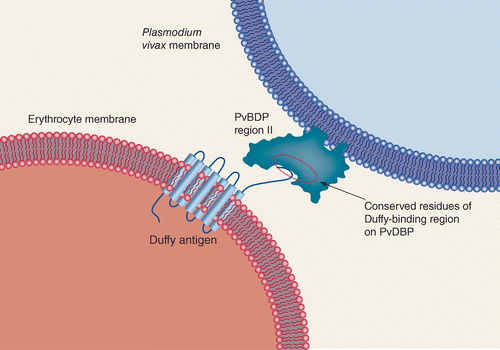 Plasmodium
vivax membrane
Erythrocyte membrane
PvBDP
region II
Duffy antigen
Conserved residues of
Duffy-binding region
on PvDBP